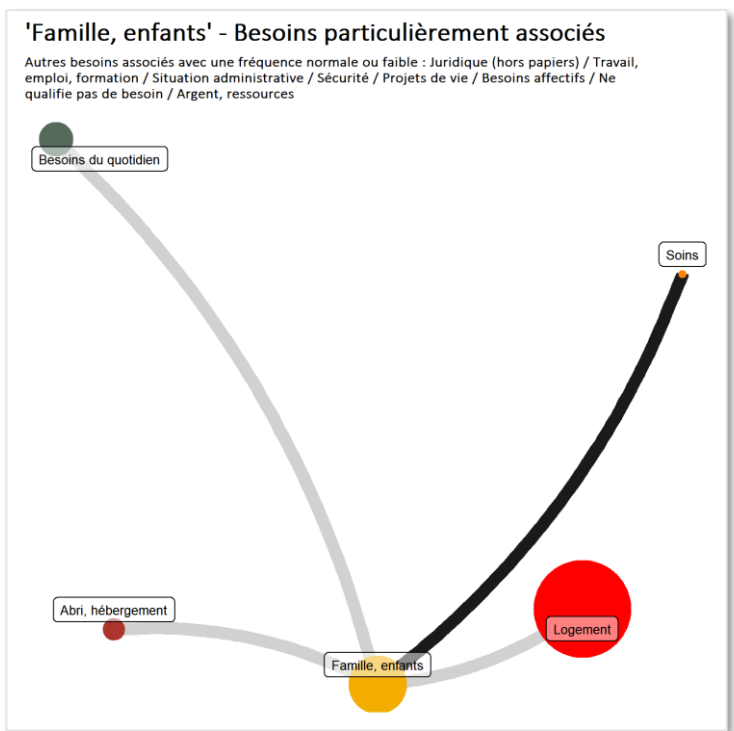 'Famille, enfants' - Besoins particulièrement associés
Autres besoins associés avec une fréquence normale ou faible : Juridique (hors papiers) / Travail,
emploi, formation / Situation administrative / Sécurité / Projets de vie / Besoins affectifs / Ne
qualifie pas de besoin / Argent, ressources
Besoins du quotidien
Soins
Abri, hébergement
Logement
Famille, enfants